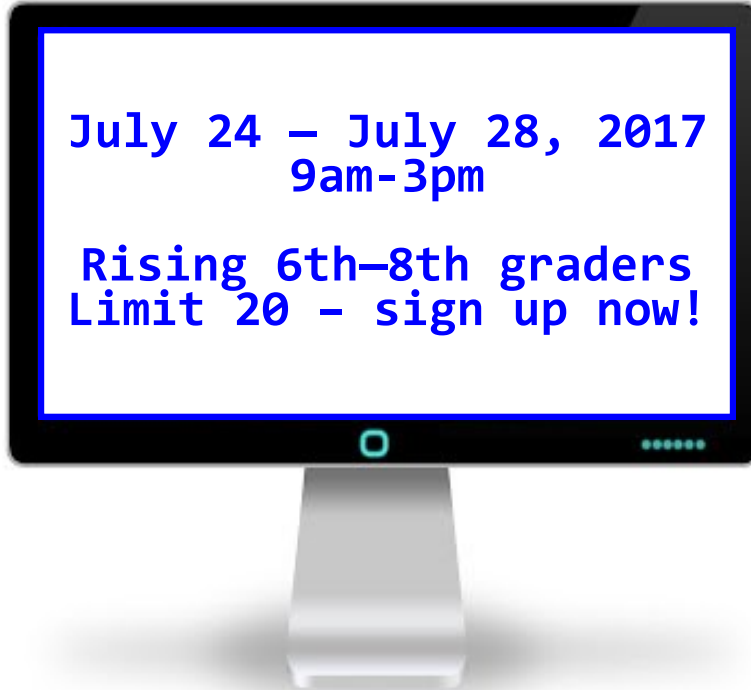 July 24 — July 28, 2017
9am-3pm
Rising 6th—8th graders
Limit 20 – sign up now!